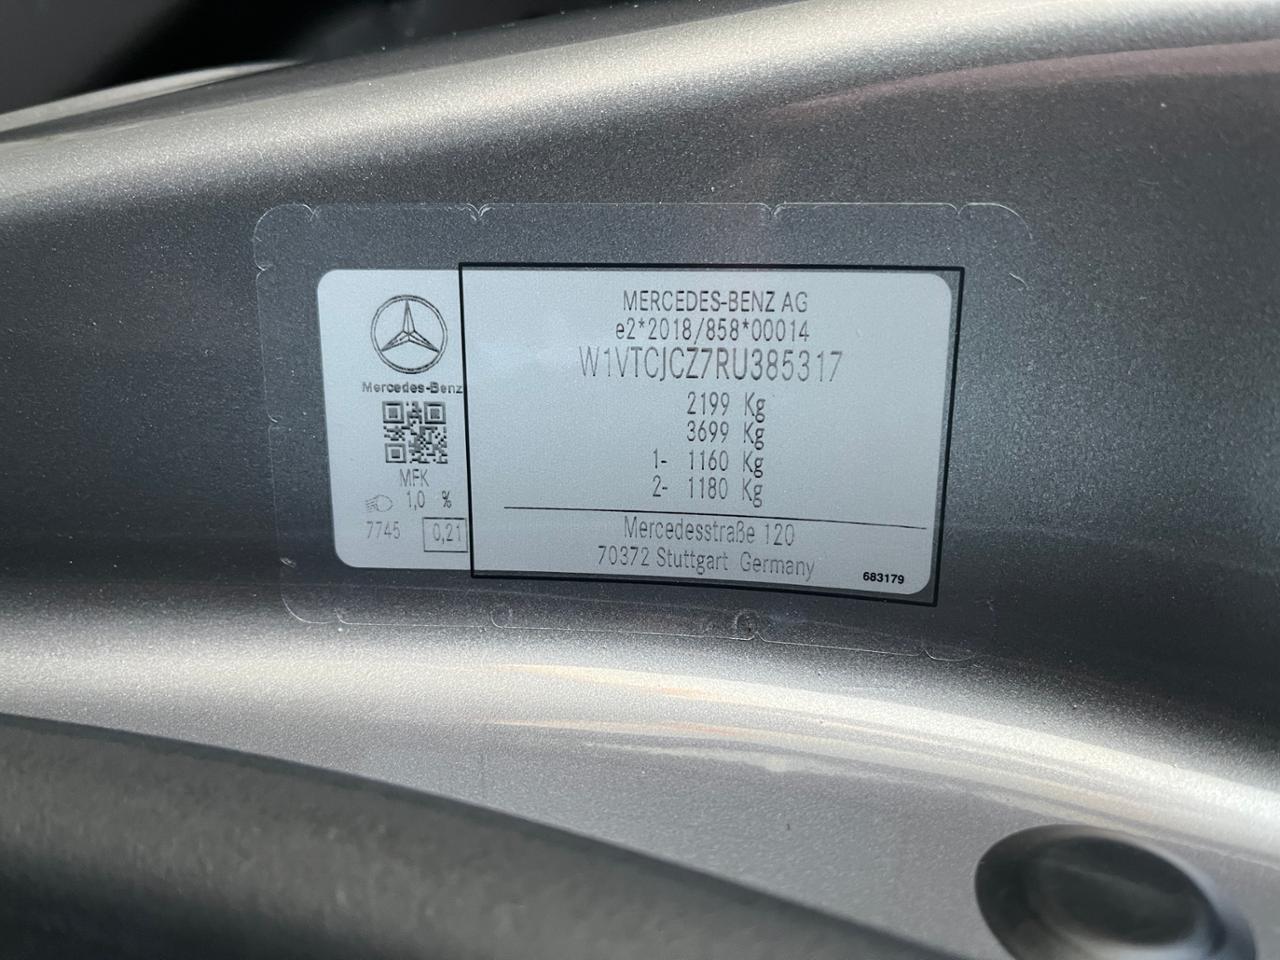 Mercedes-Benz
MFK
1,0 %
7745 0,21
MERCEDES-BENZ AG
e2*2018/858*00014
W1VTCJCZ7RU385317
2199 Kg
3699 Kg
1- 1160 Kg
2- 1180 Kg
Mercedesstraße 120
70372 Stuttgart Germany
683179